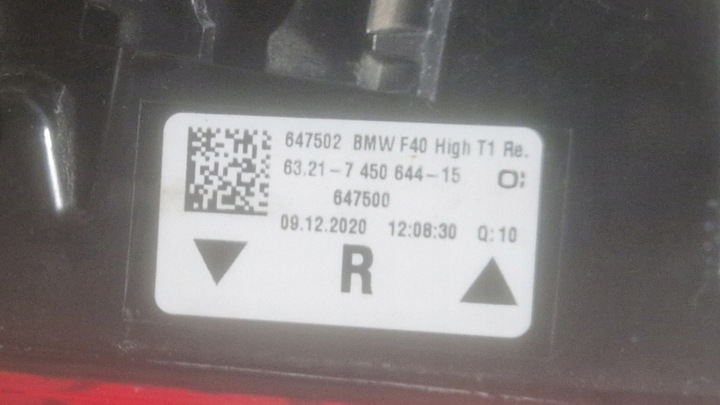 647502 BMW F40 High T1 Re.
63.21-7 450 644-15
647500
09.12.2020 12:08:30 Q:10
R